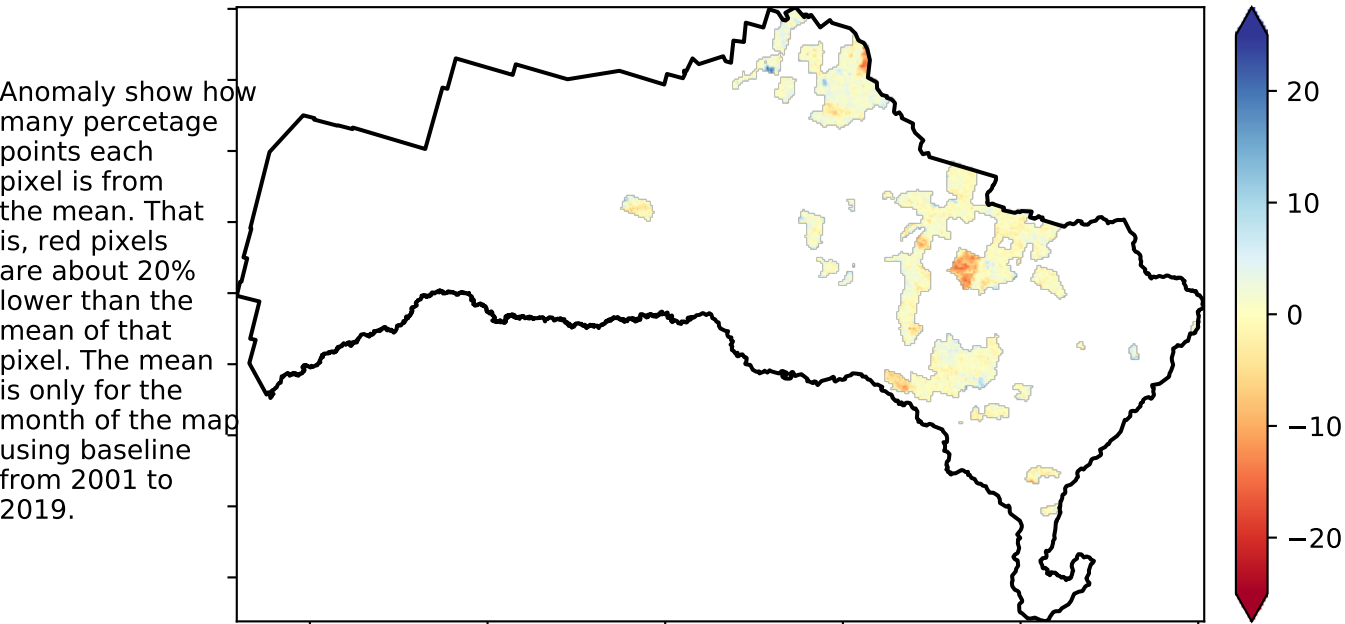 Anomaly show how
many percetage
points each
pixel is from
the mean. That
is, red pixels
are about 20%
lower than the
mean of that
pixel. The mean
is only for the
month of the map
using baseline
from 2001 to
2019.
20
10
0
−10
−20